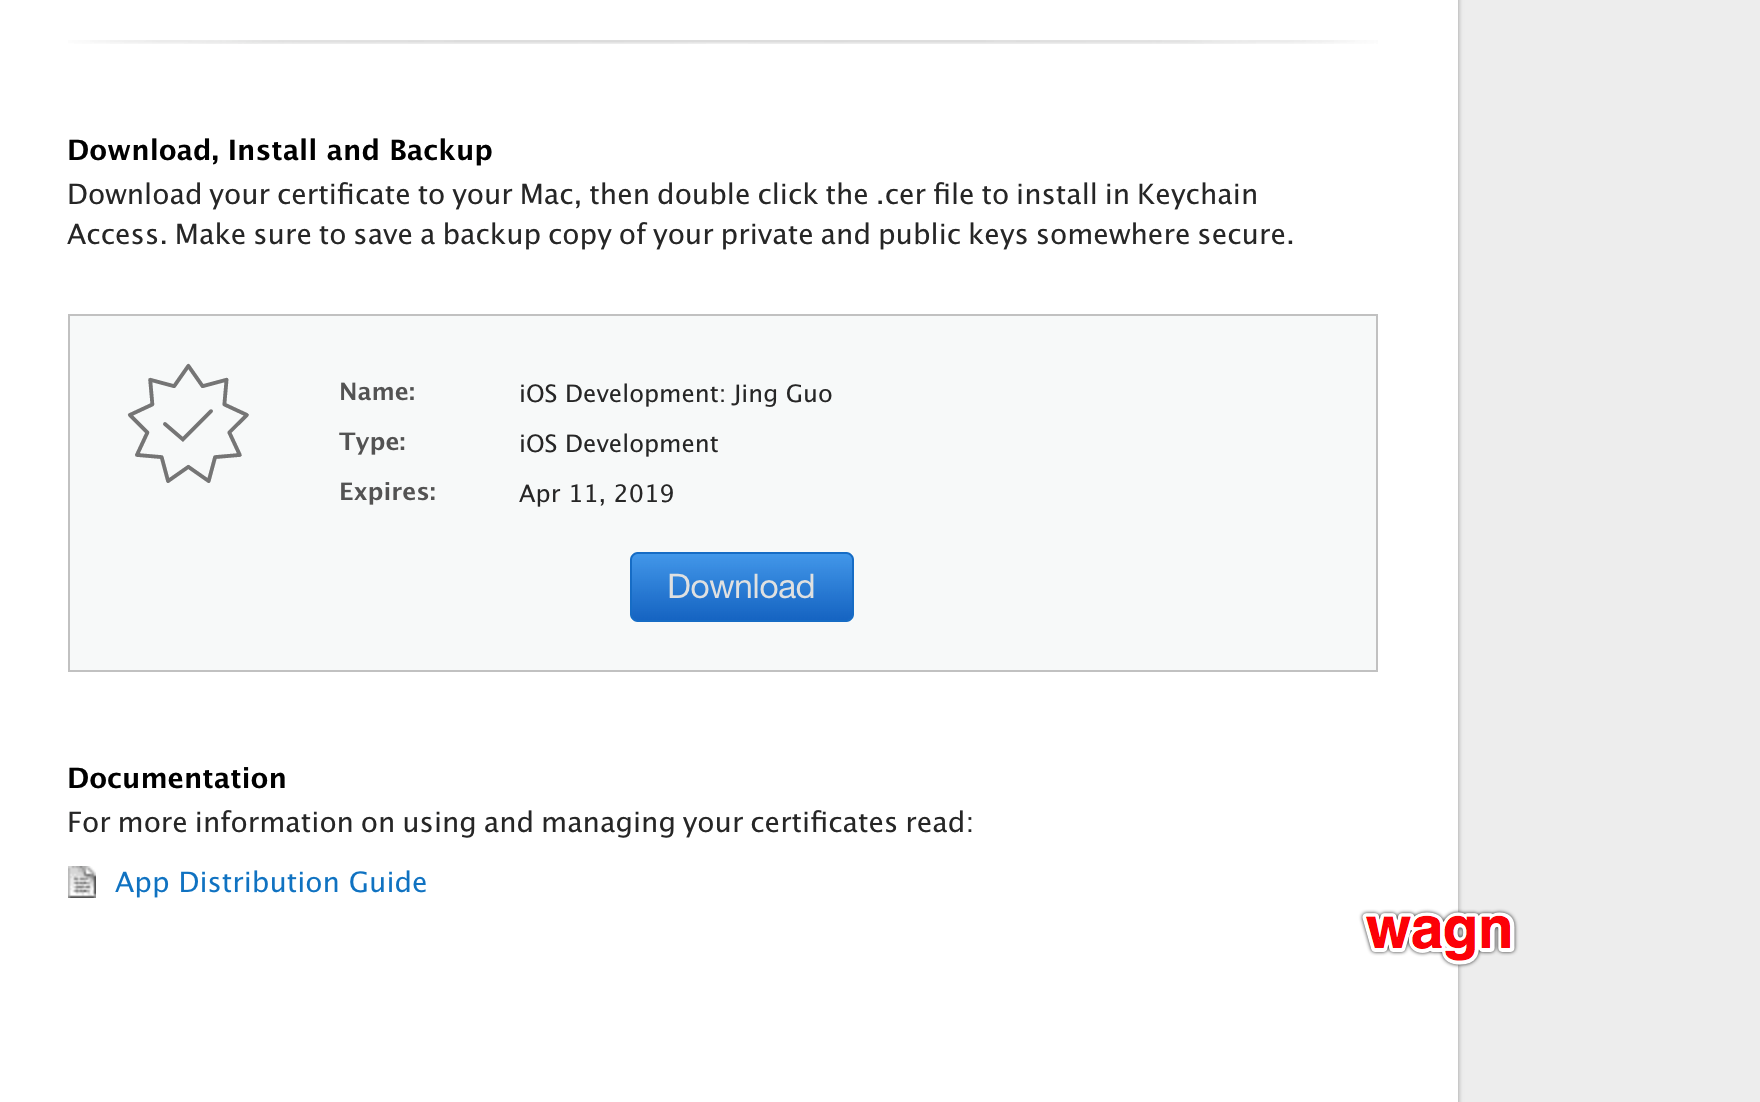 Download, Install and Backup
Download your certificate to your Mac, then double click the .cer file to install in Keychain
Access. Make sure to save a backup copy of your private and public keys somewhere secure.
Name: iOS Development: Jing Guo
Type: iOS Development
Expires: Apr 11, 2019
Download
Documentation
For more information on using and managing your certificates read:
App Distribution Guide
wagn